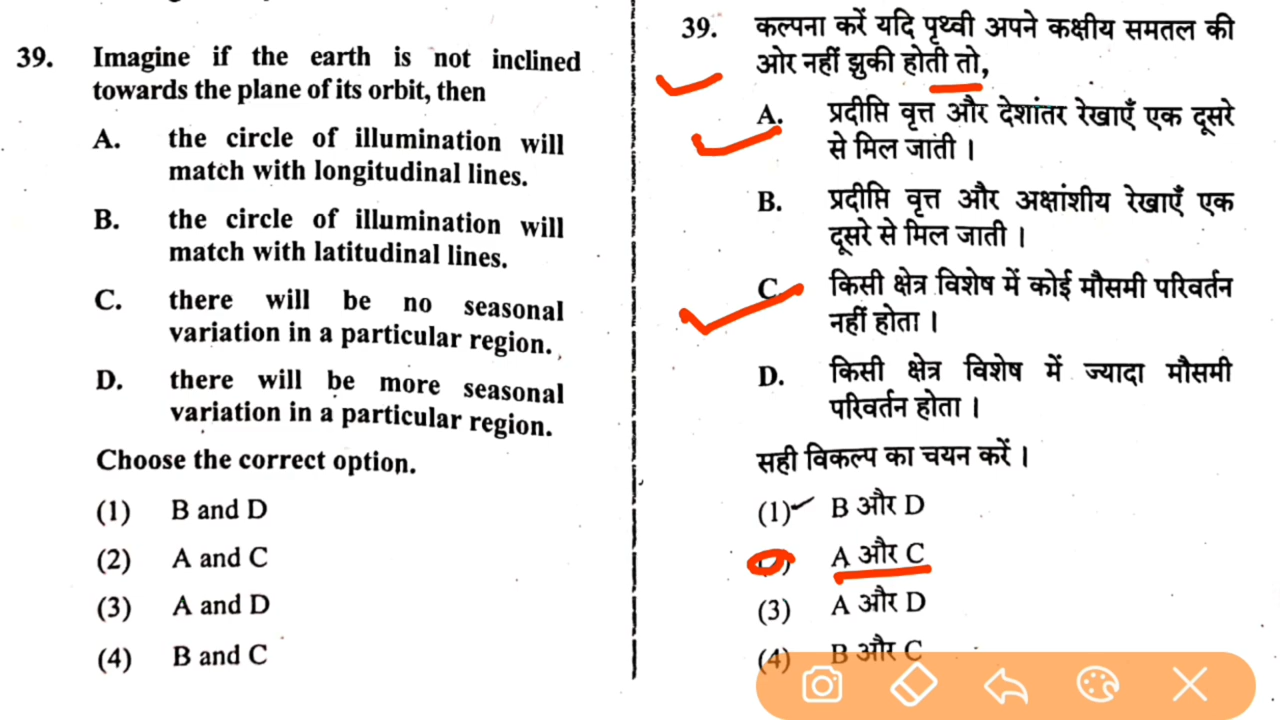 39. Imagine if the earth is not inclined
towards the plane of its orbit, then
A. the circle of illumination will
match with longitudinal lines.
B. the circle of illumination will
match with latitudinal lines.
C. there will be no seasonal
variation in a particular region.
D. there will be more seasonal
variation in a particular region.
Choose the correct option.
(1) B and D
(2) A and C
(3) A and D
(4) B and C
39. कल्पना करें यदि पृथ्वी अपने कक्षीय समतल की
ओर नहीं झुकी होती तो,
A. प्रदीप्ति वृत्त और देशांतर रेखाएँ एक दूसरे
से मिल जाती ।
B. प्रदीप्ति वृत्त और अक्षांशीय रेखाएँ एक
दूसरे से मिल जाती ।
C. किसी क्षेत्र विशेष में कोई मौसमी परिवर्तन
नहीं होता ।
D. किसी क्षेत्र विशेष में ज्यादा मौसमी
परिवर्तन होता ।
सही विकल्प का चयन करें ।
(1) B और D
A और C
(3) A और D
(4) B और C